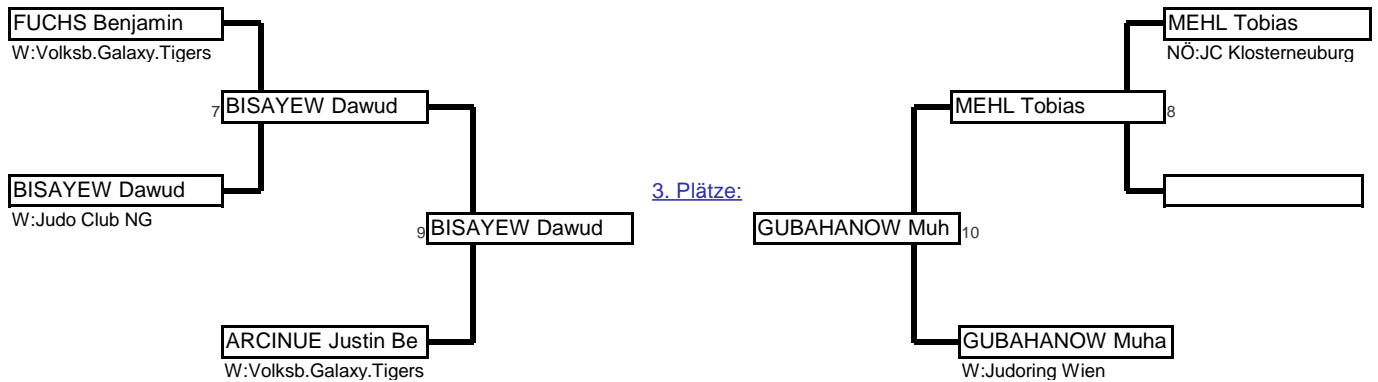 FUCHS Benjamin
W:Volksb.Galaxy.Tigers
7 BISAYEW Dawud
BISAYEW Dawud
W:Judo Club NG
9 BISAYEW Dawud
ARCINUE Justin Be
W:Volksb.Galaxy.Tigers
3. Plätze:
MEHL Tobias
NÖ:JC Klosterneuburg
MEHL Tobias 8
GUBAHANOW Muh 10
GUBAHANOW Muha
W:Judoring Wien